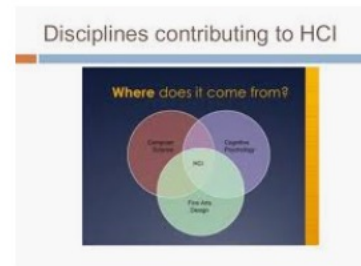 Disciplines contributing to HCI
Where does it come from?
Computer
Science
Cognitive
Psychology
HCI
Fine Arts
Design